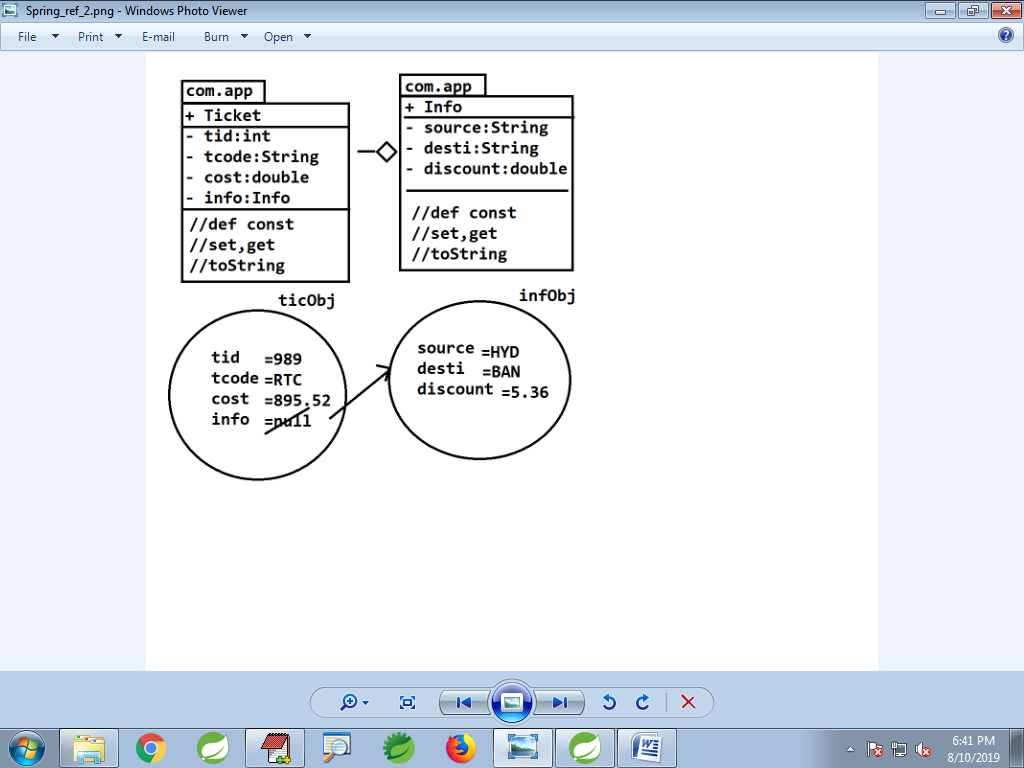 Spring_ref_2.png - Windows Photo Viewer
File Print E-mail Burn Open
com.app
+ Ticket
- tid:int
- tcode:String
- cost:double
- info:Info
//def const
//set,get
//toString
com.app
+ Info
- source:String
- desti:String
- discount:double
//def const
//set,get
//toString
ticObj
tid =989
tcode =RTC
cost =895.52
info =null
infObj
source =HYD
desti =BAN
discount =5.36
6:41 PM
8/10/2019